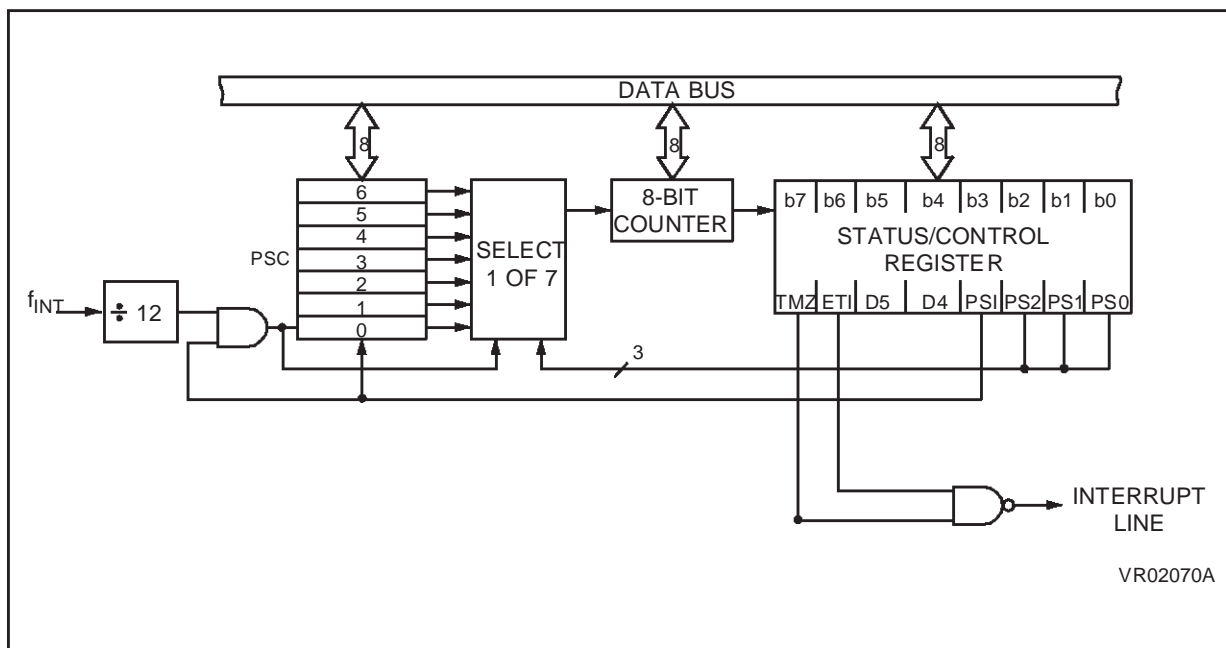 DATA BUS
8
8
8
6
5
4
3
2
1
0
PSC
SELECT
1 OF 7
8-BIT
COUNTER
b7 b6 b5 b4 b3 b2 b1 b0
STATUS/CONTROL
REGISTER
TMZ ETI D5 D4 PSI PS2 PS1 PS0
fINT
÷ 12
3
INTERRUPT
LINE
VR02070A